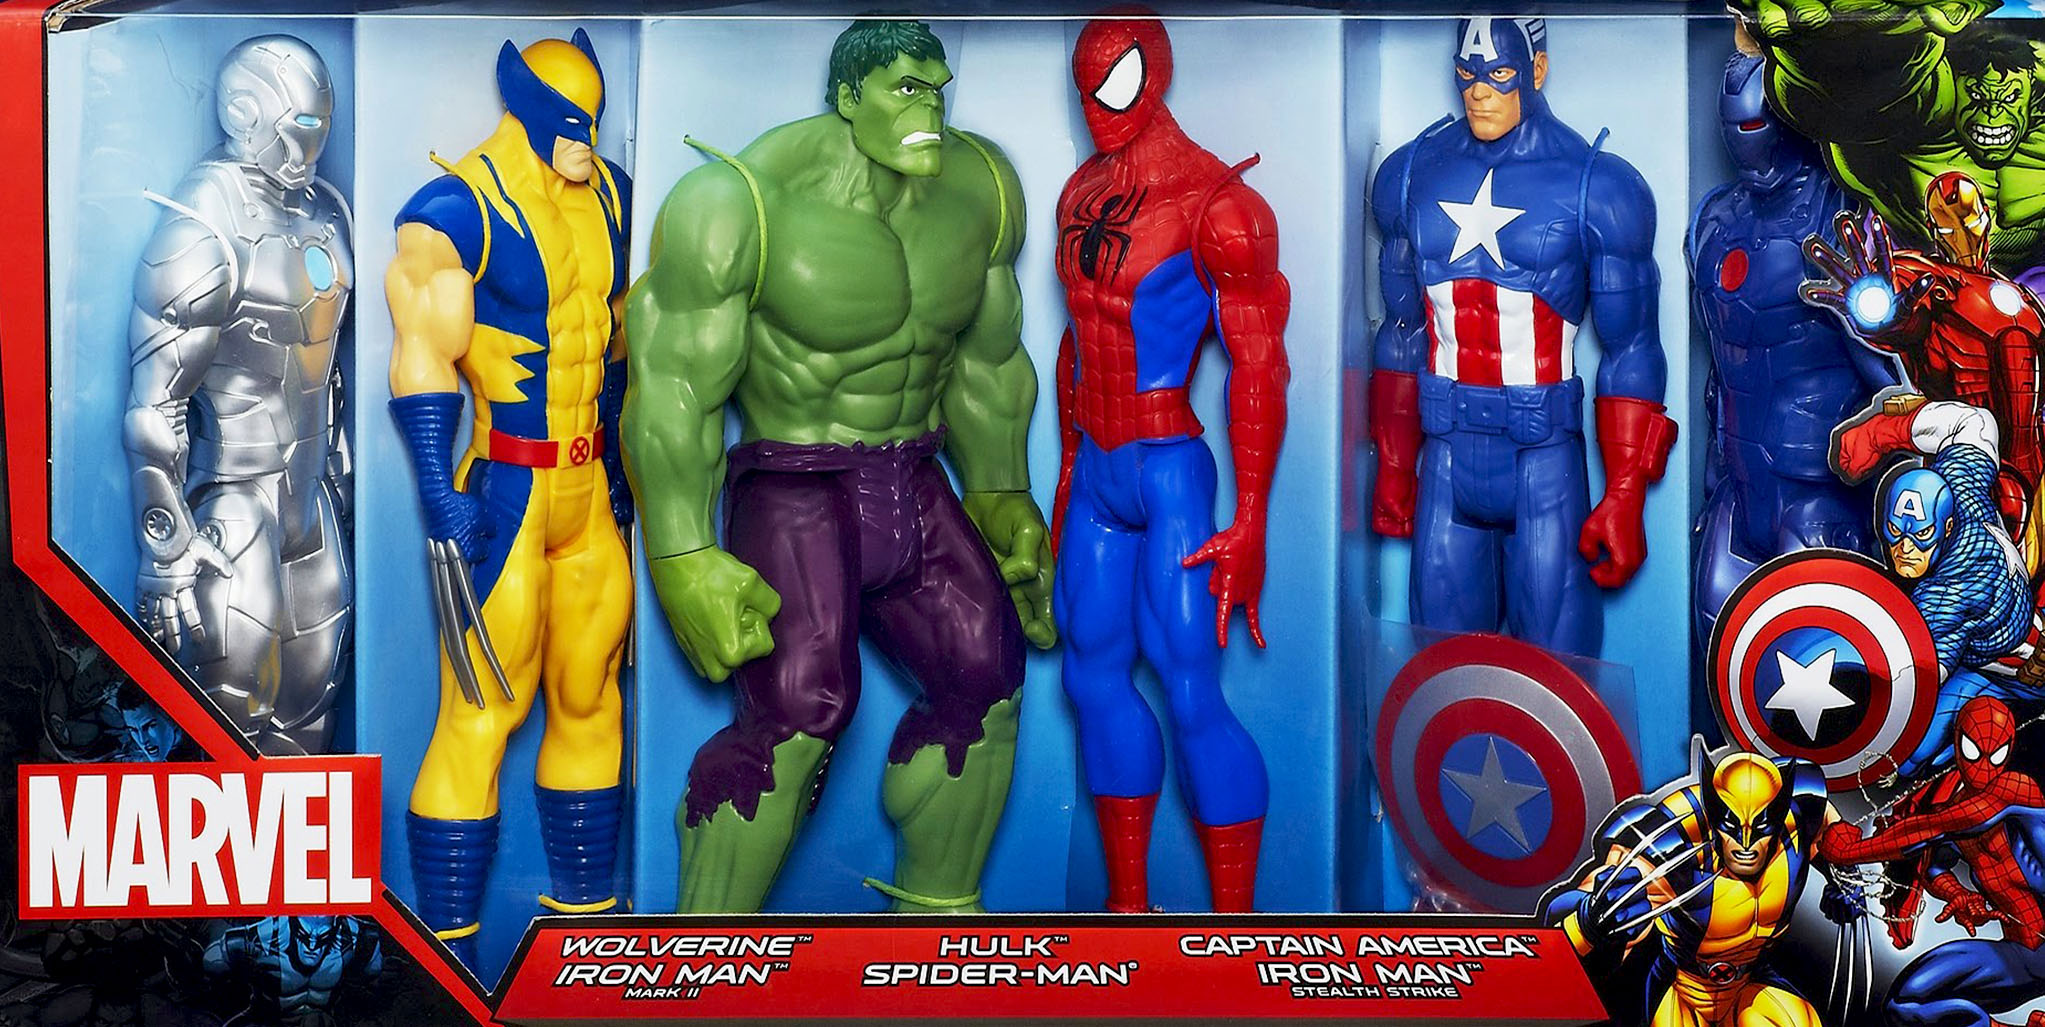 MARVEL
WOLVERINE™
IRON MAN™
MARK II
HULK™
SPIDER-MAN®
CAPTAIN AMERICA™
IRON MAN™
STEALTH STRIKE
A
A